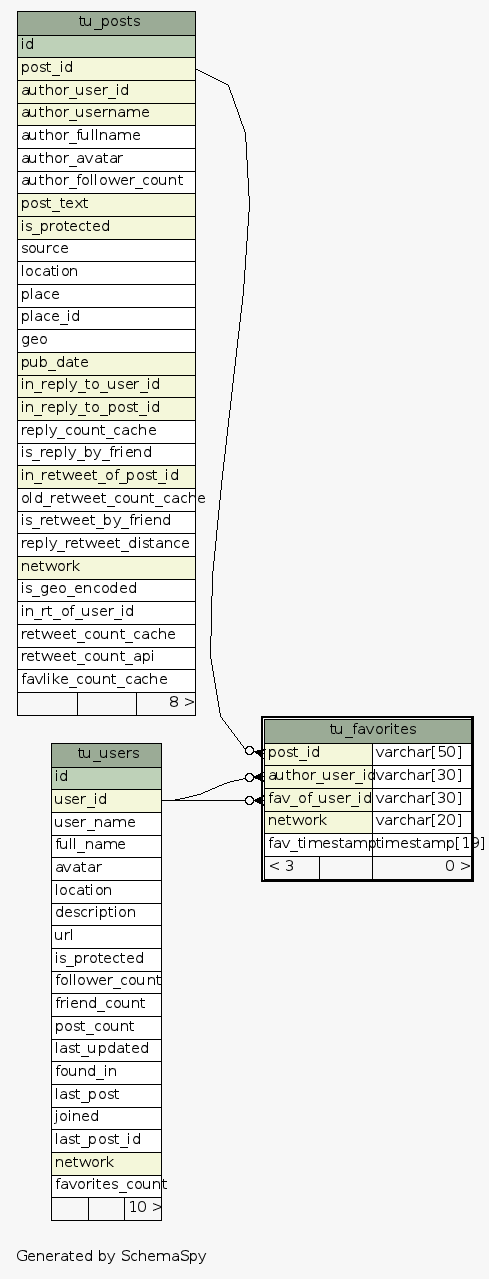 tu_posts
id
post_id
author_user_id
author_username
author_fullname
author_avatar
author_follower_count
post_text
is_protected
source
location
place
place_id
geo
pub_date
in_reply_to_user_id
in_reply_to_post_id
reply_count_cache
is_reply_by_friend
in_retweet_of_post_id
old_retweet_count_cache
is_retweet_by_friend
reply_retweet_distance
network
is_geo_encoded
in_rt_of_user_id
retweet_count_cache
retweet_count_api
favlike_count_cache
8 >
tu_favorites
post_id varchar[50]
author_user_id varchar[30]
fav_of_user_id varchar[30]
network varchar[20]
fav_timestamp timestamp[19]
< 3 0 >
tu_users
id
user_id
user_name
full_name
avatar
location
description
url
is_protected
follower_count
friend_count
post_count
last_updated
found_in
last_post
joined
last_post_id
network
favorites_count
10 >
Generated by SchemaSpy